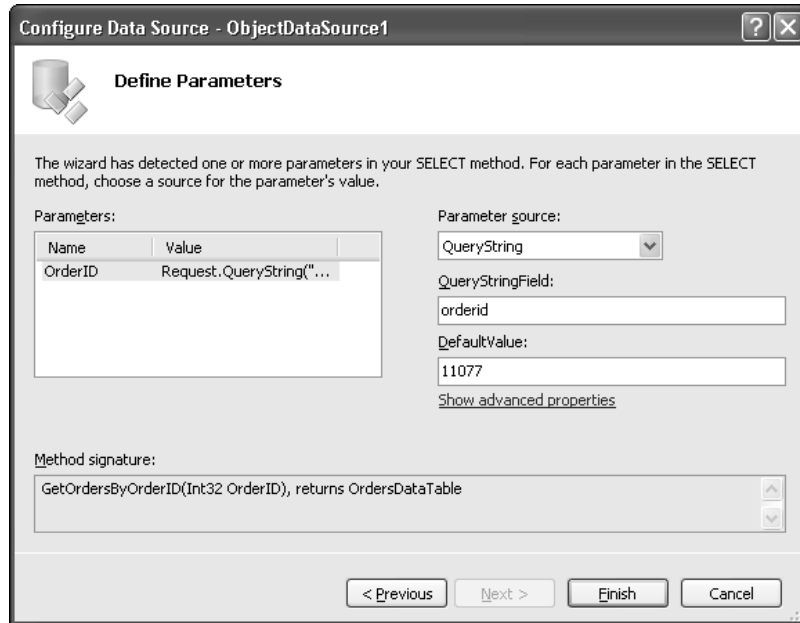 Configure Data Source - ObjectDataSource1
Define Parameters
The wizard has detected one or more parameters in your SELECT method. For each parameter in the SELECT
method, choose a source for the parameter's value.
Parameters:
Name Value
OrderID Request.QueryString("...
Parameter source:
QueryString
QueryStringField:
orderid
DefaultValue:
11077
Show advanced properties
Method signature:
GetOrdersByOrderID(Int32 OrderID), returns OrdersDataTable
< Previous Next > Finish Cancel